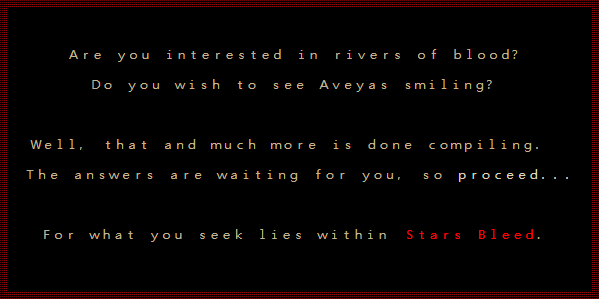 Are you interested in rivers of blood?
Do you wish to see Aveyas smiling?
Well, that and much more is done compiling.
The answers are waiting for you, so proceed...
For what you seek lies within Stars Bleed.